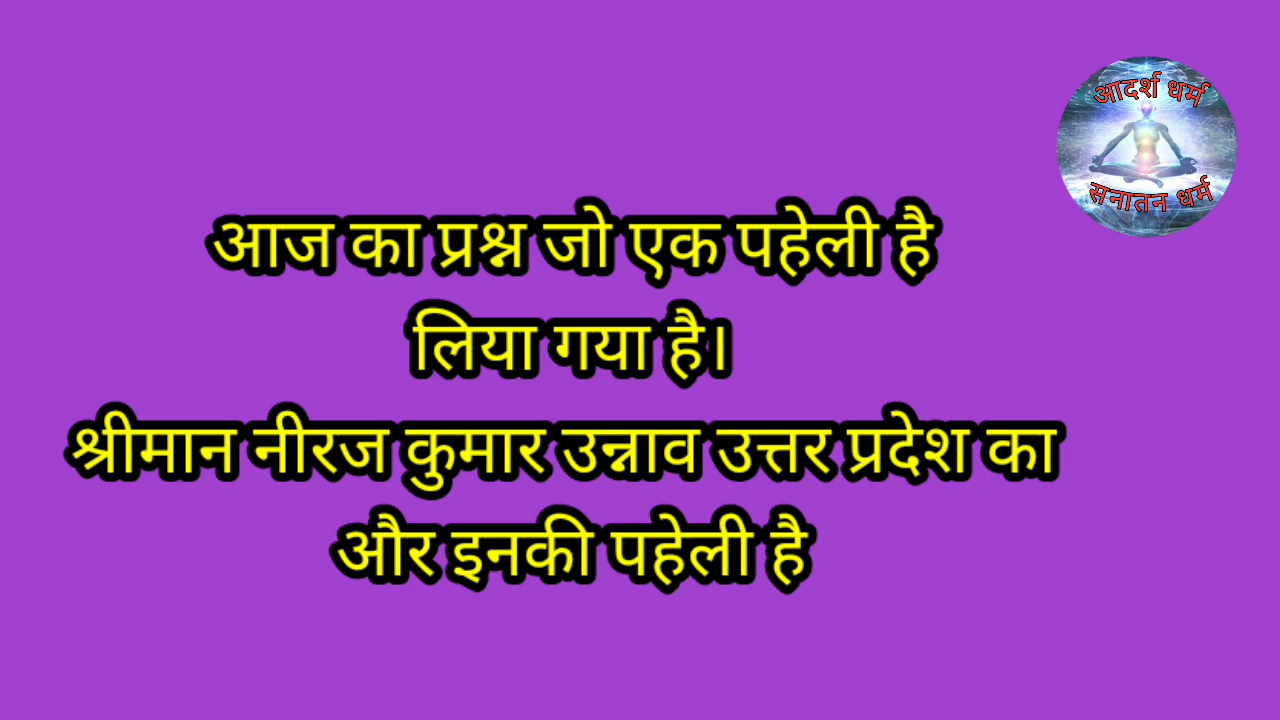 आदर्श धर्म
सनातन धर्म
आज का प्रश्न जो एक पहेली है
लिया गया है।
श्रीमान नीरज कुमार उन्नाव उत्तर प्रदेश का
और इनकी पहेली है